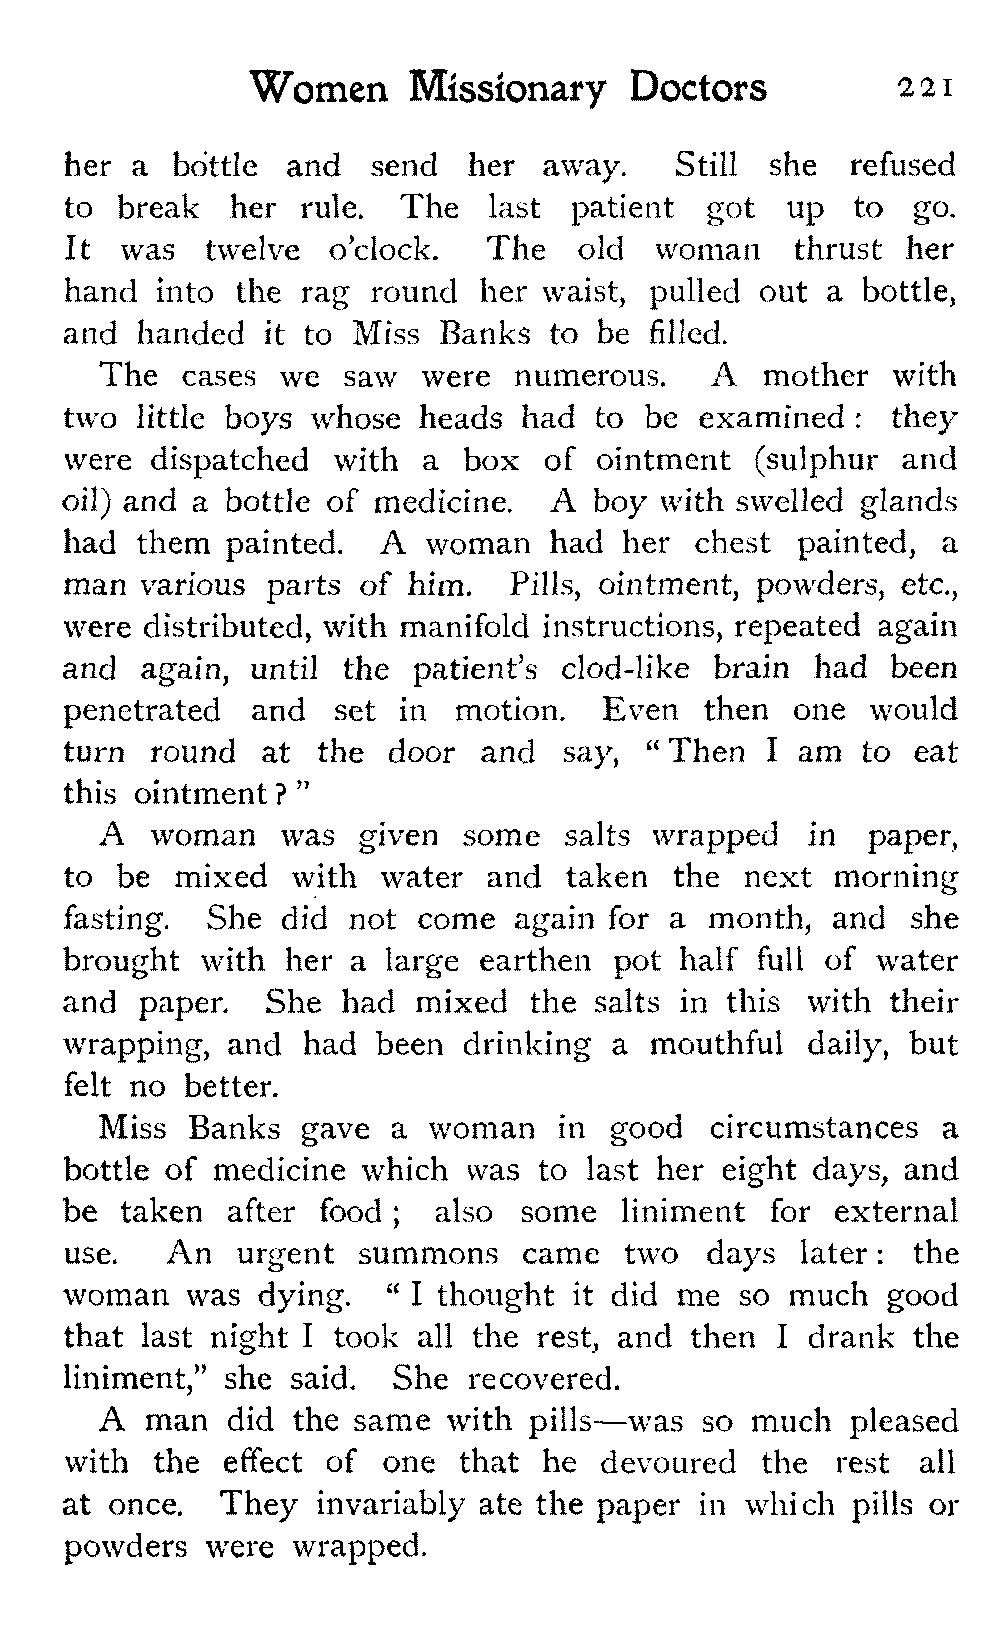 Women Missionary Doctors 221
her a bottle and send her away. Still she refused
to break her rule. The last patient got up to go.
It was twelve o'clock. The old woman thrust her
hand into the rag round her waist, pulled out a bottle,
and handed it to Miss Banks to be filled.
The cases we saw were numerous. A mother with
two little boys whose heads had to be examined : they
were dispatched with a box of ointment (sulphur and
oil) and a bottle of medicine. A boy with swelled glands
had them painted. A woman had her chest painted, a
man various parts of him. Pills, ointment, powders, etc.,
were distributed, with manifold instructions, repeated again
and again, until the patient's clod-like brain had been
penetrated and set in motion. Even then one would
turn round at the door and say, " Then I am to eat
this ointment ? "
A woman was given some salts wrapped in paper,
to be mixed with water and taken the next morning
fasting. She did not come again for a month, and she
brought with her a large earthen pot half full of water
and paper. She had mixed the salts in this with their
wrapping, and had been drinking a mouthful daily, but
felt no better.
Miss Banks gave a woman in good circumstances a
bottle of medicine which was to last her eight days, and
be taken after food ; also some liniment for external
use. An urgent summons came two days later : the
woman was dying. " I thought it did me so much good
that last night I took all the rest, and then I drank the
liniment," she said. She recovered.
A man did the same with pills—was so much pleased
with the effect of one that he devoured the rest all
at once. They invariably ate the paper in which pills or
powders were wrapped.